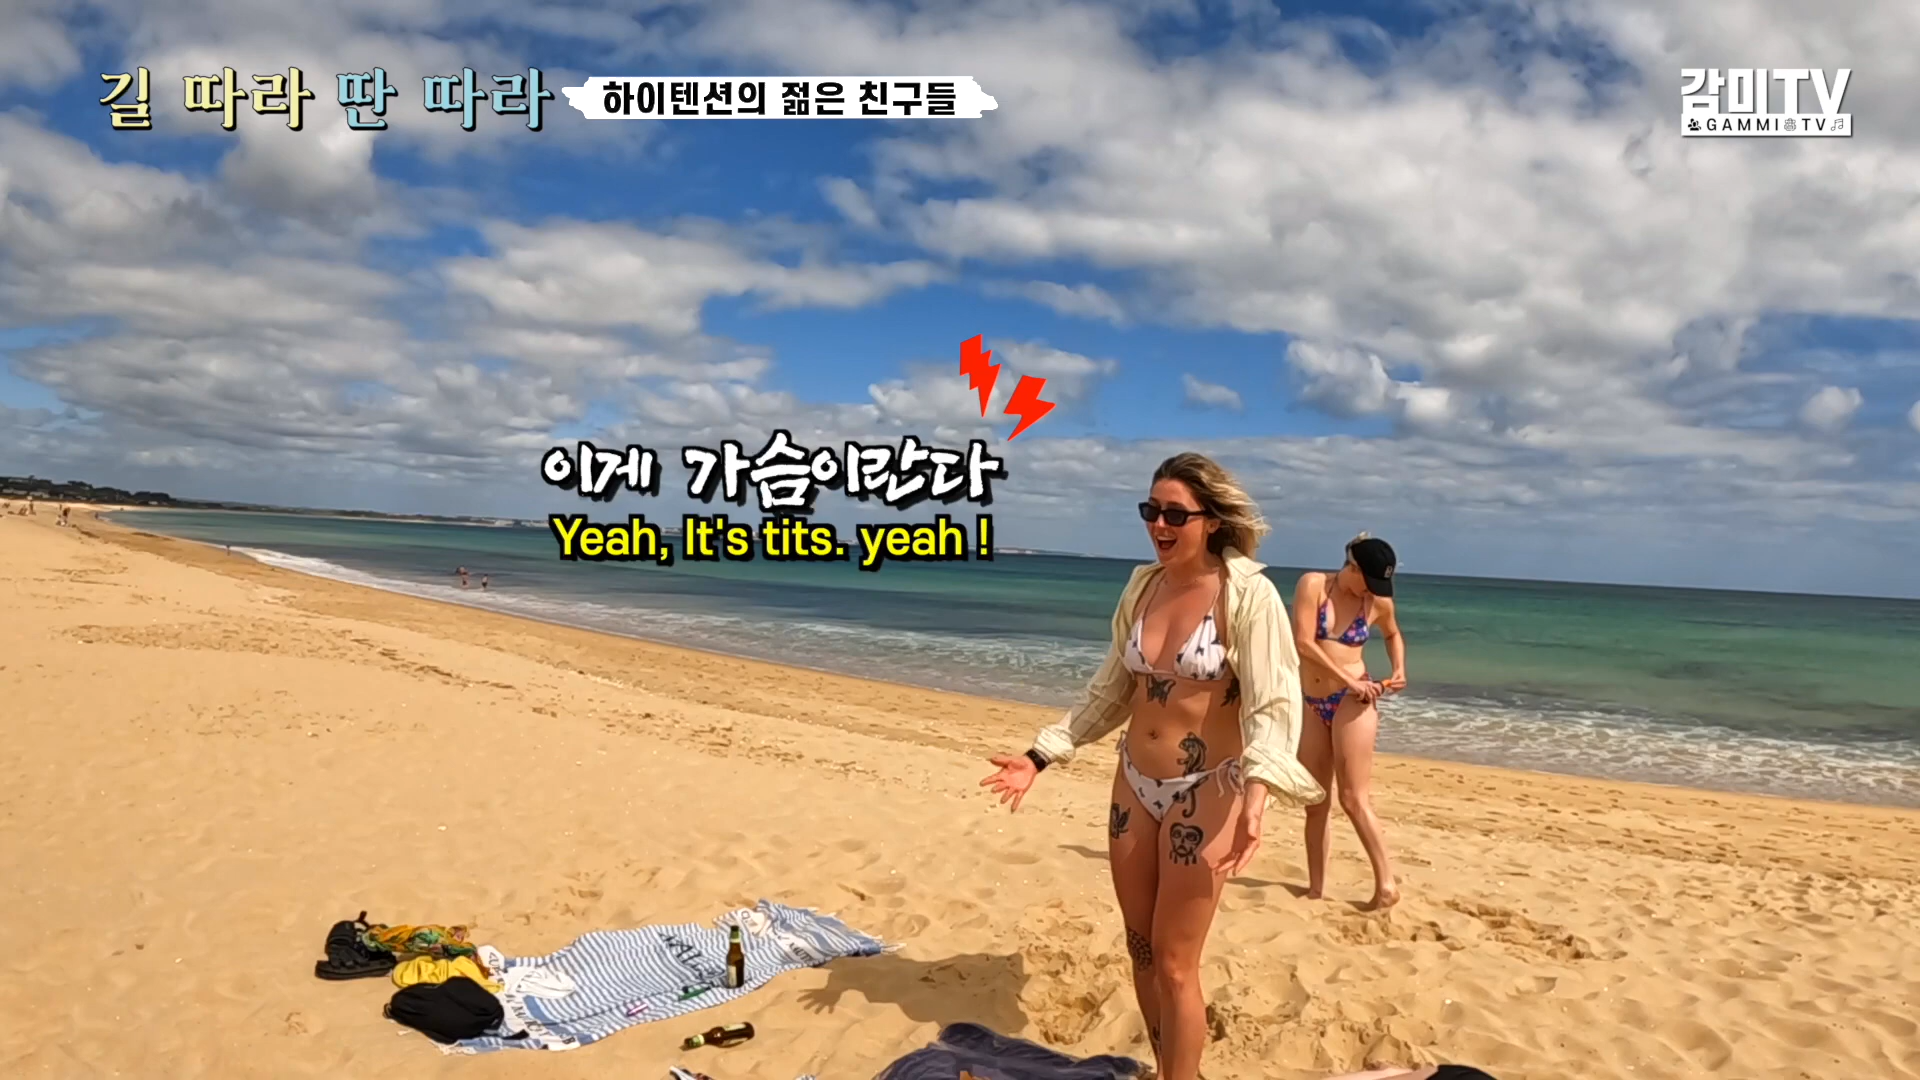 길 따라 딴 따라
하이텐션의 젊은 친구들
감미TV
GAMMI TV
이게 가슴이란다
Yeah, It's tits. yeah !